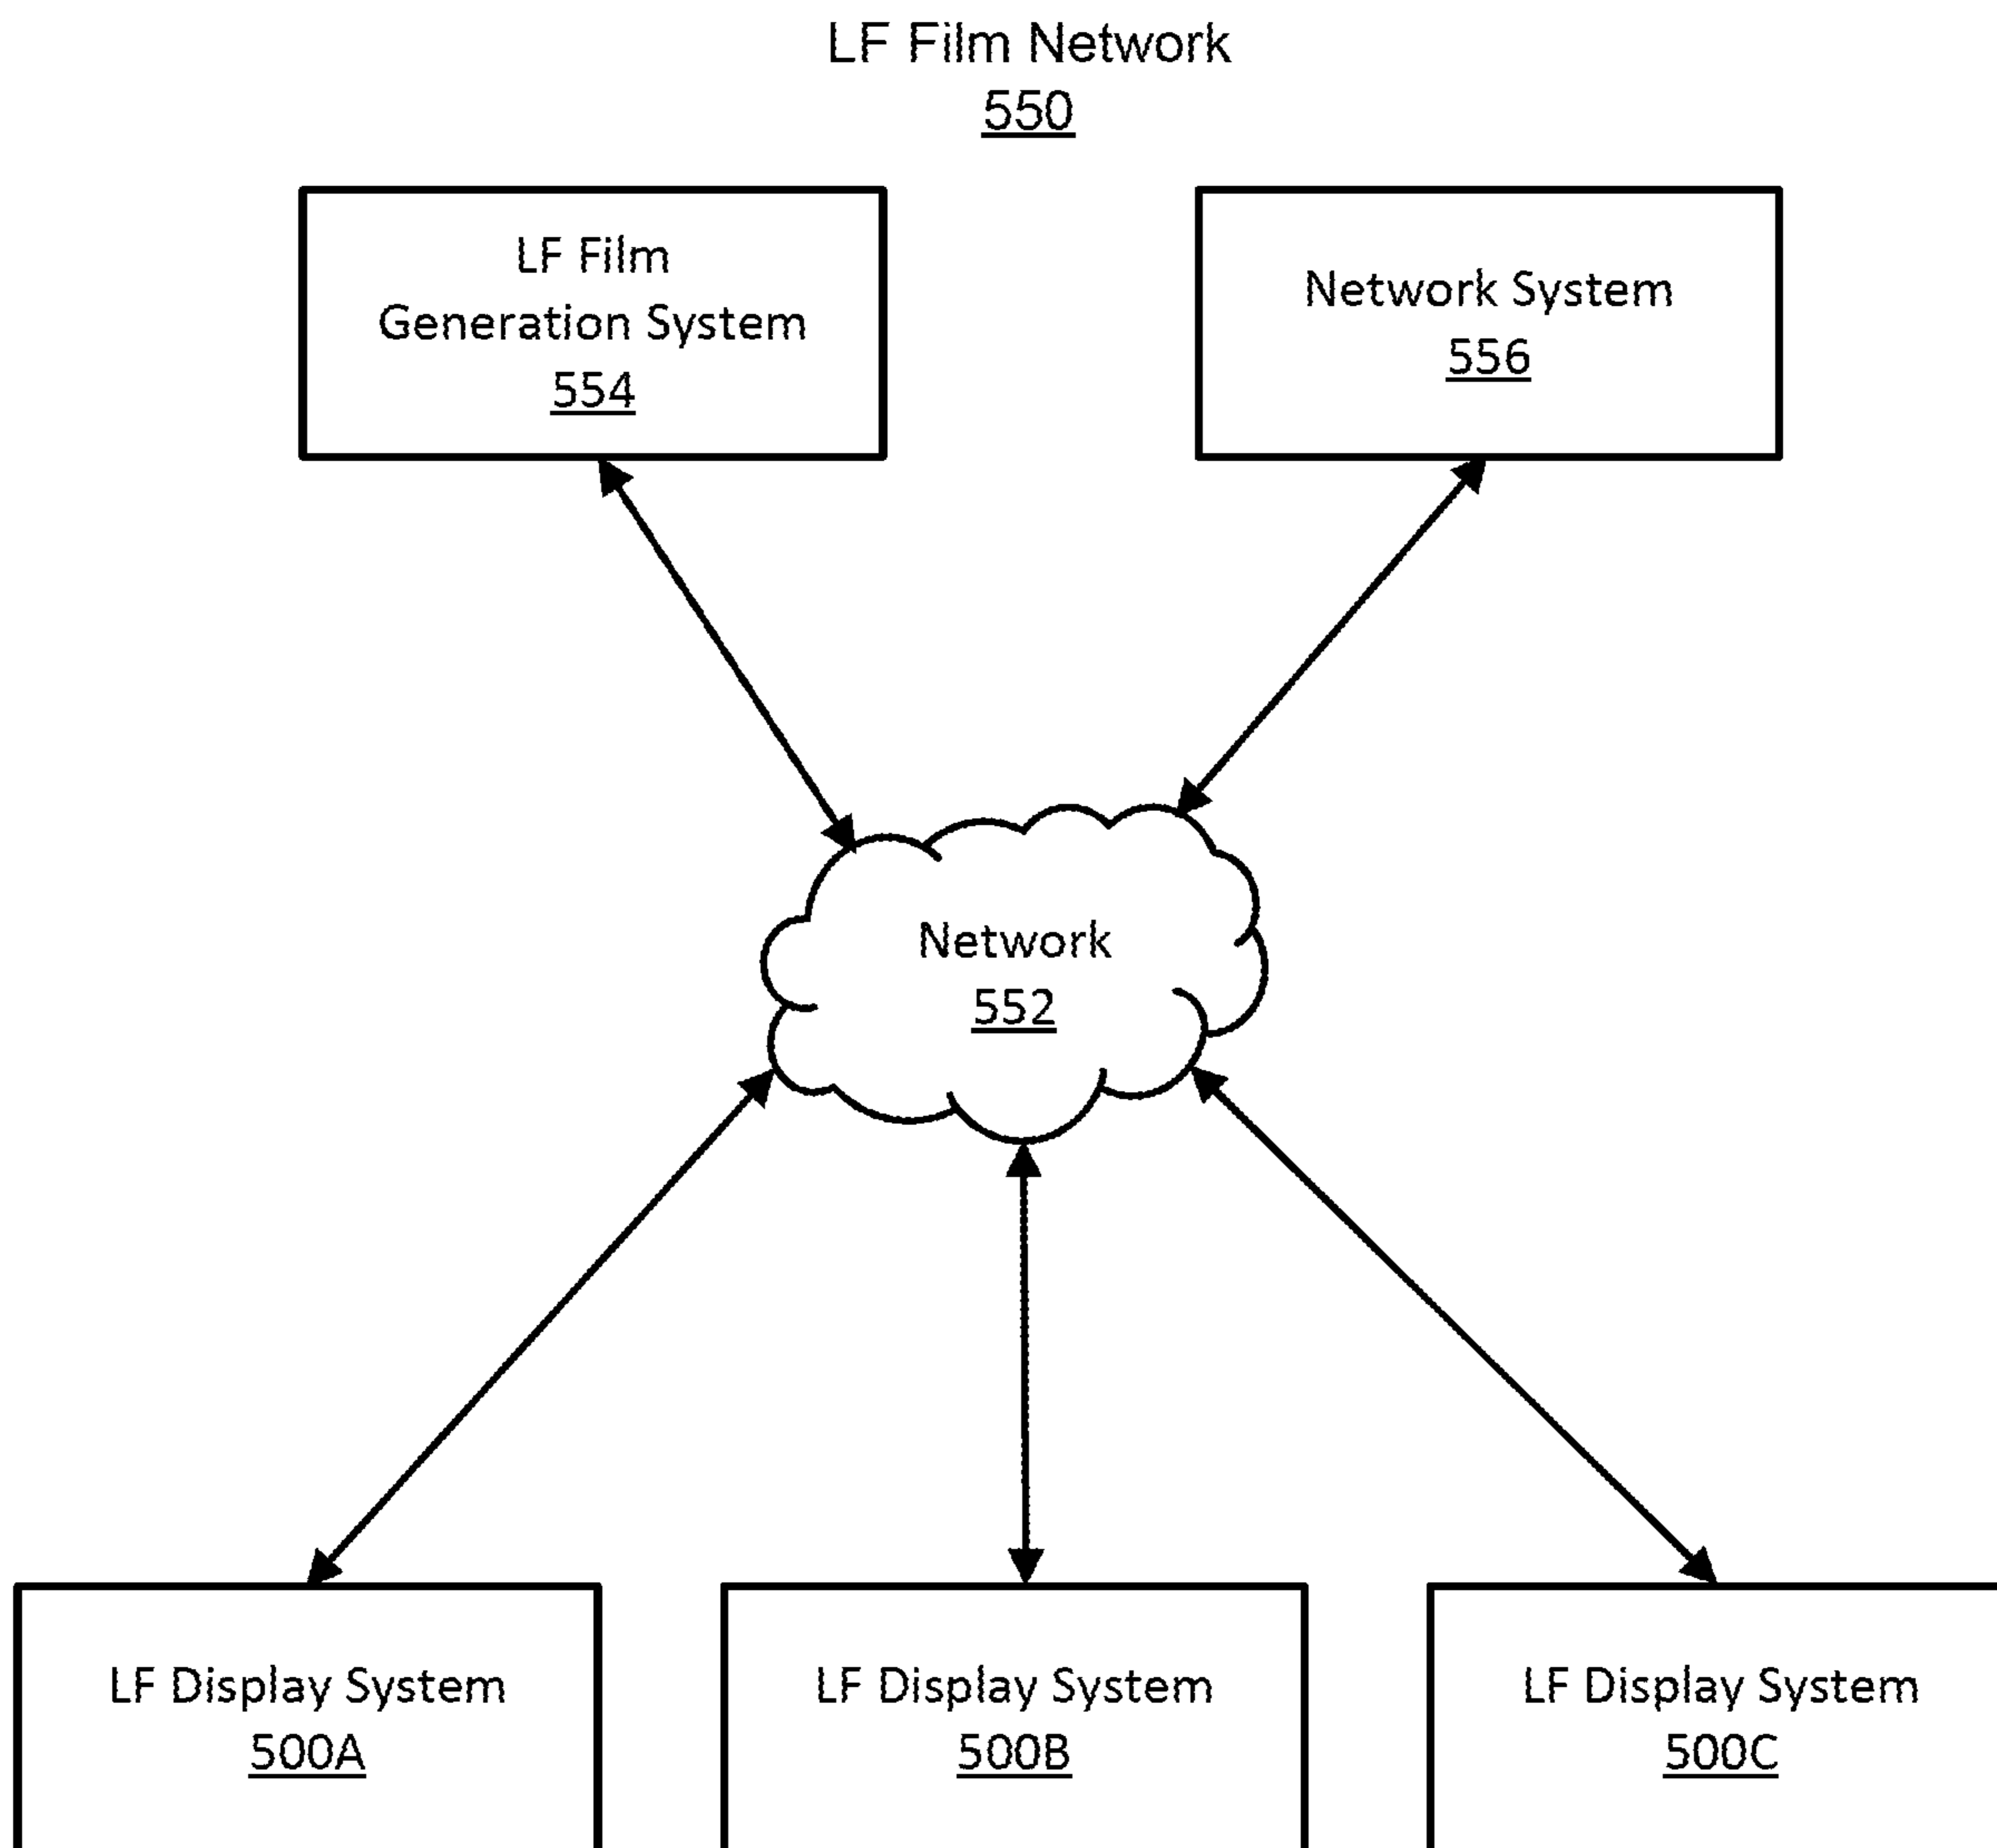 LF Film Network
550
LF Film
Generation System
554
Network System
556
Network
552
LF Display System
500A
LF Display System
500B
LF Display System
500C